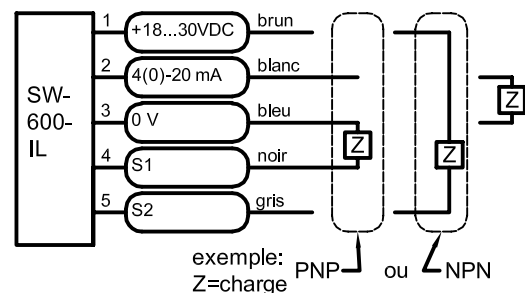 SW-
600-
IL
1 +18...30VDC brun
2 4(0)-20 mA blanc
3 0 V bleu
4 S1 noir
5 S2 gris
Z
Z
Z
exemple:
Z=charge PNP ou NPN